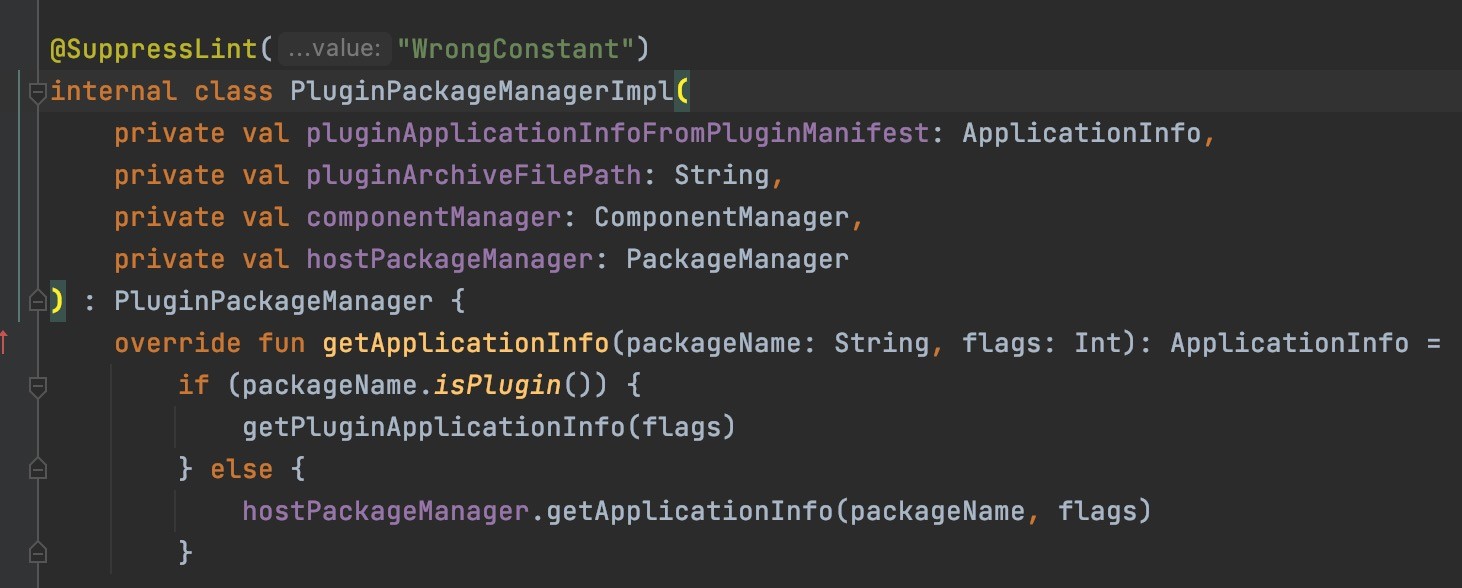 @SuppressLint( ...value: "WrongConstant")
internal class PluginPackageManagerImpl(
    private val pluginApplicationInfoFromPluginManifest: ApplicationInfo,
    private val pluginArchiveFilePath: String,
    private val componentManager: ComponentManager,
    private val hostPackageManager: PackageManager
) : PluginPackageManager {
    override fun getApplicationInfo(packageName: String, flags: Int): ApplicationInfo =
        if (packageName.isPlugin()) {
            getPluginApplicationInfo(flags)
        } else {
            hostPackageManager.getApplicationInfo(packageName, flags)
        }